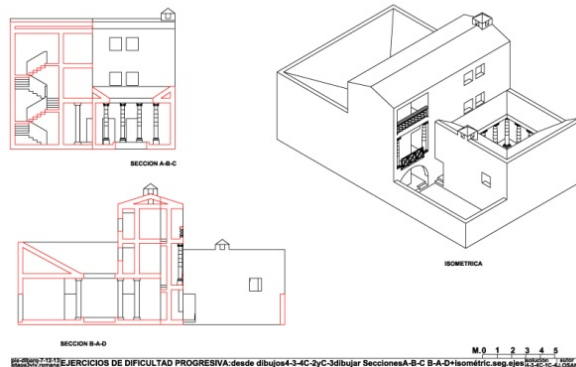 SECCION A-B-C
ISOMETRICA
SECCION B-A-D
M.0 1 2 3 4 5
EJERCICIOS DE DIFICULTAD PROGRESIVA:desde dibujos4-3-4C-2yC-3dibujar SeccionesA-B-C B-A-D+isométric.seg.ejes